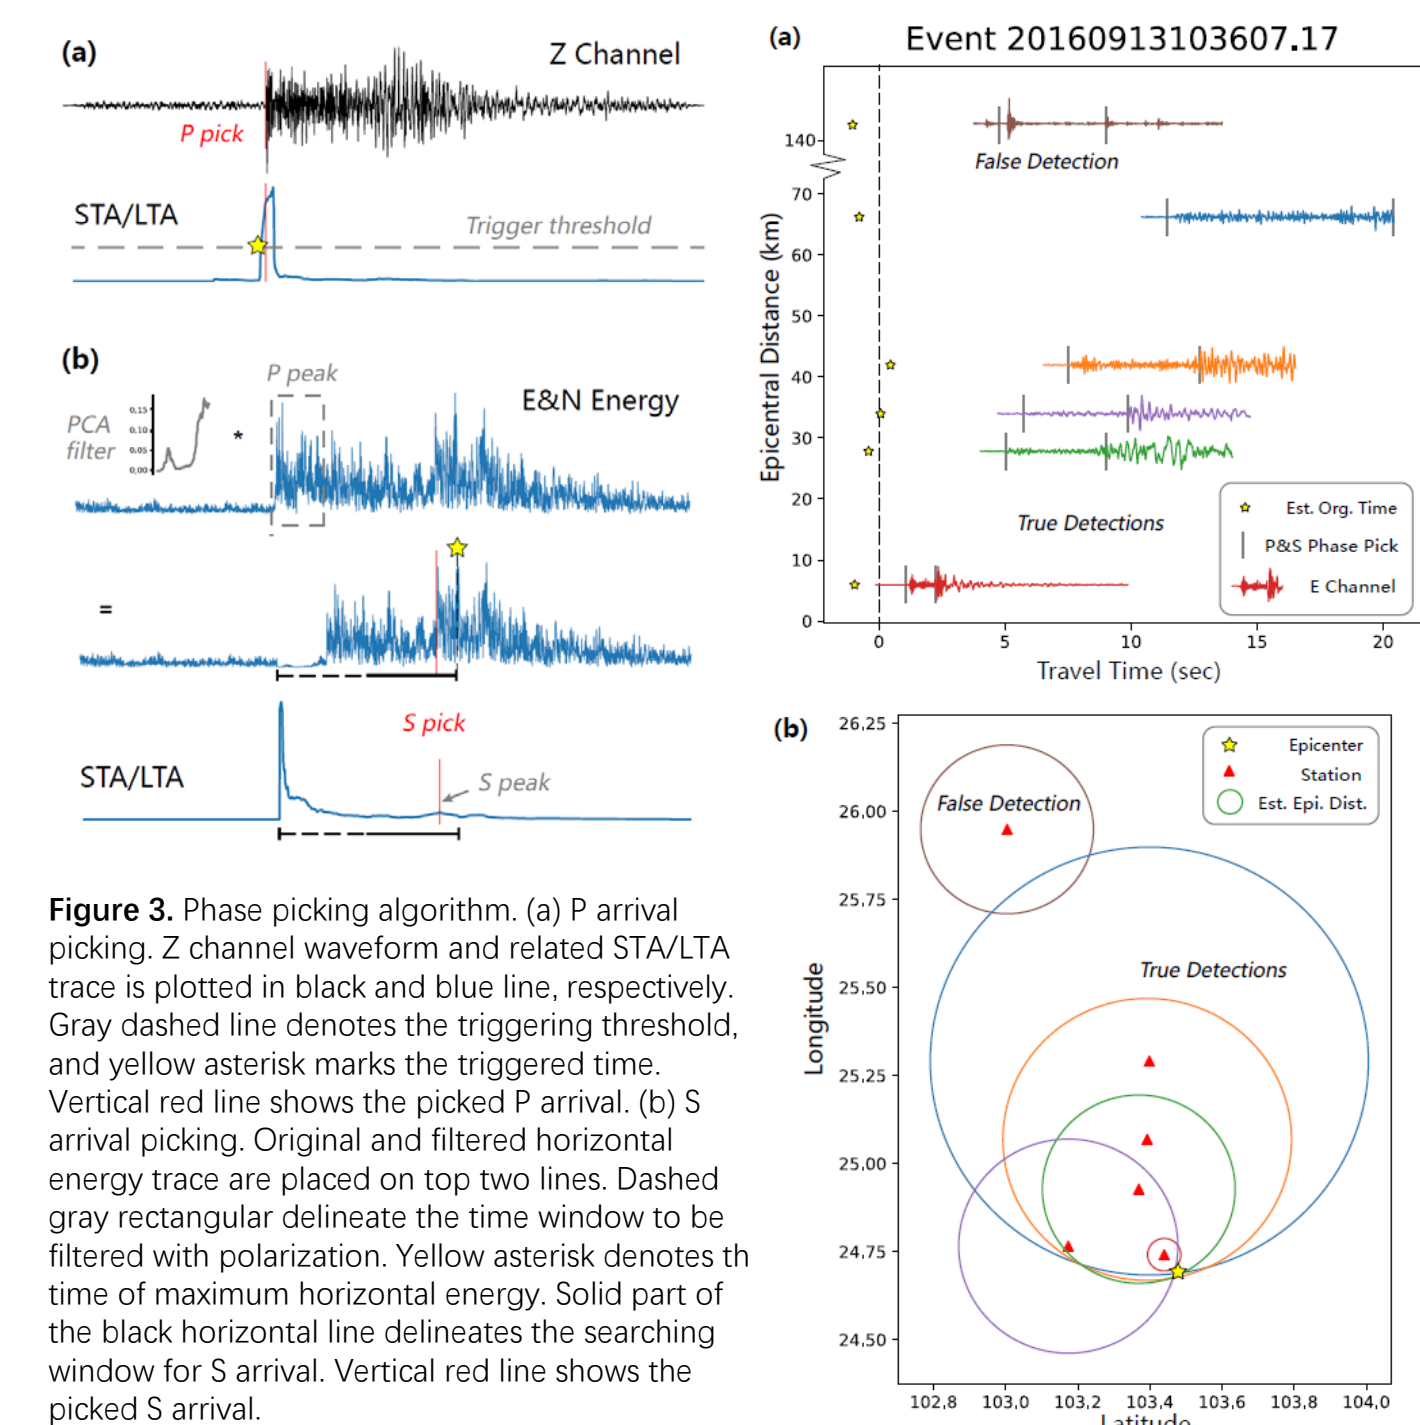 (a)
Z Channel
P pick
STA/LTA
Trigger threshold
(b)
P peak
E&N Energy
PCA
filter
0,15
0,10
0,05
0,00
*
=
S pick
STA/LTA
S peak
Figure 3. Phase picking algorithm. (a) P arrival
picking. Z channel waveform and related STA/LTA
trace is plotted in black and blue line, respectively.
Gray dashed line denotes the triggering threshold,
and yellow asterisk marks the triggered time.
Vertical red line shows the picked P arrival. (b) S
arrival picking. Original and filtered horizontal
energy trace are placed on top two lines. Dashed
gray rectangular delineate the time window to be
filtered with polarization. Yellow asterisk denotes th
time of maximum horizontal energy. Solid part of
the black horizontal line delineates the searching
window for S arrival. Vertical red line shows the
picked S arrival.
(a)
Event 20160913103607.17
140
70
60
50
40
30
20
10
0
Epicentral Distance (km)
False Detection
True Detections
Est. Org. Time
P&S Phase Pick
E Channel
0
5
10
15
20
Travel Time (sec)
(b)
26,25
26,00
25,75
25,50
25,25
25,00
24,75
24,50
Longitude
Epicenter
Station
Est. Epi. Dist.
False Detection
True Detections
102,8
103,0
103,2
103,4
103,6
103,8
104,0
Latitude